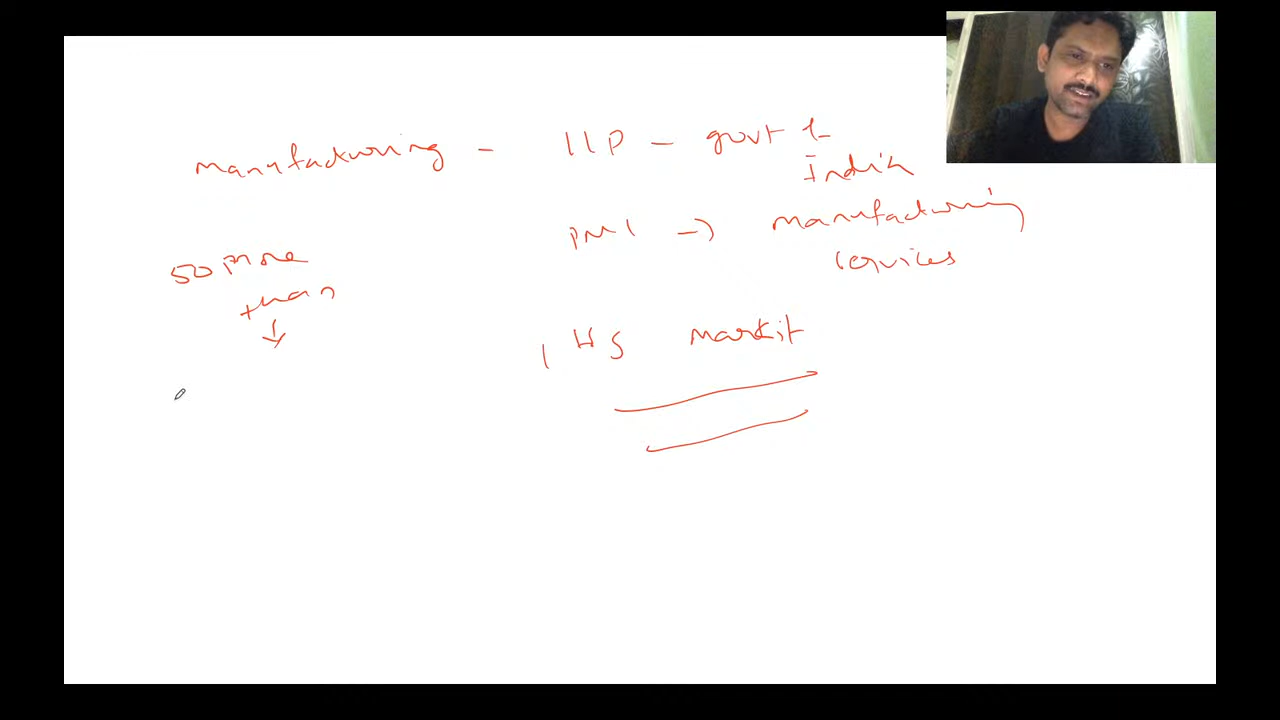 manufacturing - IIP - govt of
India
PMI → manufacturing
services
50 more
than
↓
IHS markit